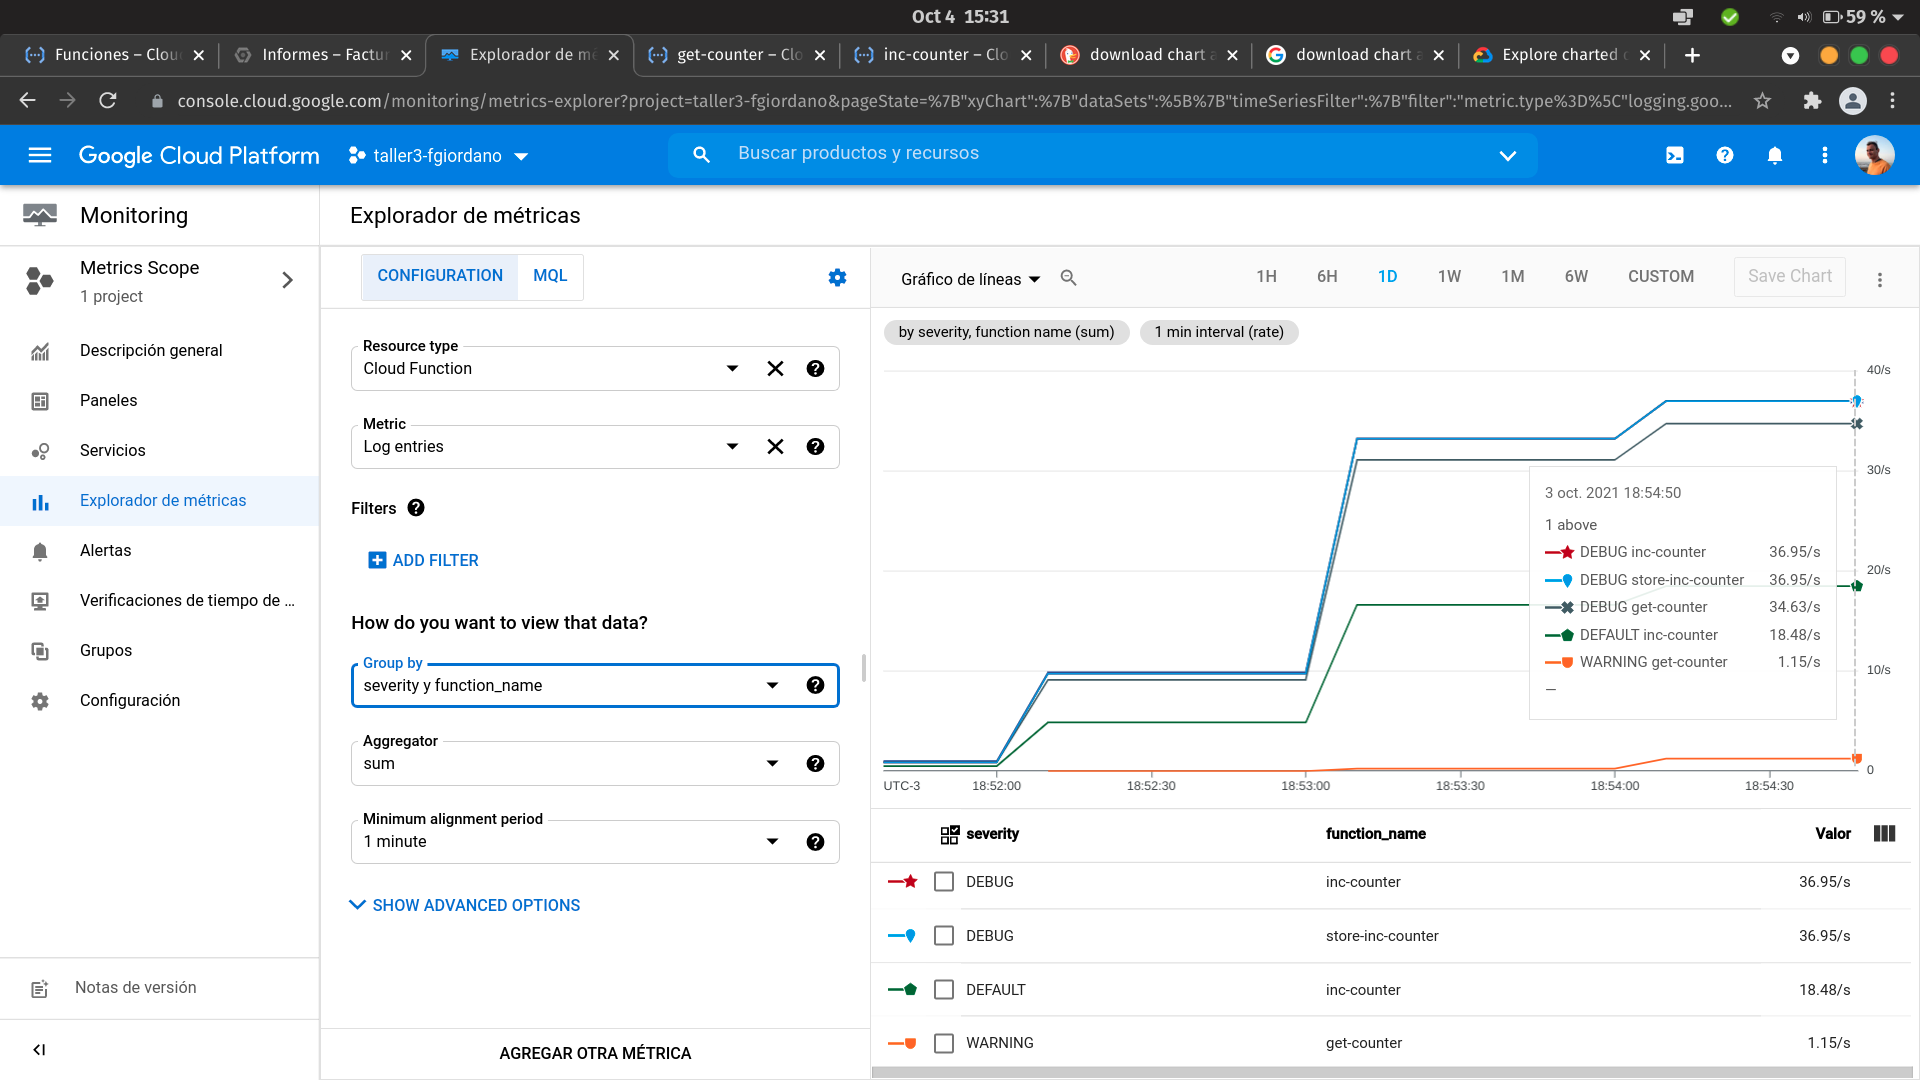 Oct 4 15:31
59 %
Funciones – Clou
Informes – Factur
Explorador de mé
get-counter – Clo
inc-counter – Clo
download chart a
download chart a
Explore charted d
console.cloud.google.com/monitoring/metrics-explorer?project=taller3-fgiordano&pageState=%7B"xyChart":%7B"dataSets":%5B%7B"timeSeriesFilter":%7B"filter":"metric.type%3D%5C"logging.goo...
Google Cloud Platform
taller3-fgiordano
Buscar productos y recursos
Monitoring
Metrics Scope
1 project
Descripción general
Paneles
Servicios
Explorador de métricas
Alertas
Verificaciones de tiempo de ...
Grupos
Configuración
Notas de versión
Explorador de métricas
CONFIGURATION
MQL
Resource type
Cloud Function
Metric
Log entries
Filters
ADD FILTER
How do you want to view that data?
Group by
severity y function_name
Aggregator
sum
Minimum alignment period
1 minute
SHOW ADVANCED OPTIONS
AGREGAR OTRA MÉTRICA
Gráfico de líneas
1H 6H 1D 1W 1M 6W CUSTOM
Save Chart
by severity, function name (sum)
1 min interval (rate)
40/s
30/s
20/s
10/s
0
3 oct. 2021 18:54:50
1 above
DEBUG inc-counter 36.95/s
DEBUG store-inc-counter 36.95/s
DEBUG get-counter 34.63/s
DEFAULT inc-counter 18.48/s
WARNING get-counter 1.15/s
—
UTC-3 18:52:00 18:52:30 18:53:00 18:53:30 18:54:00 18:54:30
severity function_name Valor
DEBUG inc-counter 36.95/s
DEBUG store-inc-counter 36.95/s
DEFAULT inc-counter 18.48/s
WARNING get-counter 1.15/s